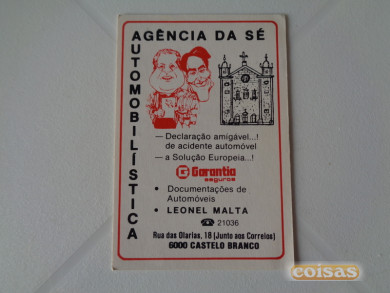 AGÊNCIA DA SÉ
AUTOMOBILÍSTICA
— Declaração amigável...!
de acidente automóvel
— a Solução Europeia...!
G Garantia
seguros
• Documentações de
Automóveis
• LEONEL MALTA
☎ 21036
Rua das Olarias, 18 (Junto aos Correios)
6000 CASTELO BRANCO
coisas